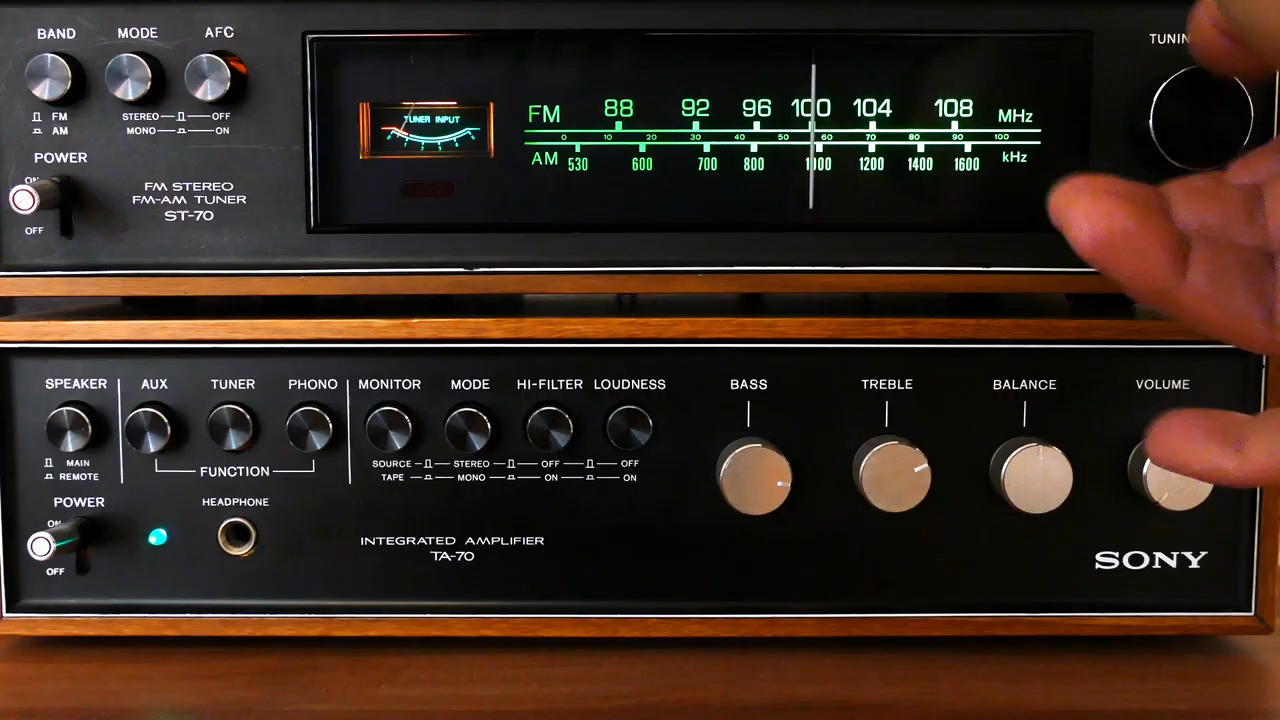 BAND MODE AFC TUNIN
FM STEREO OFF
AM MONO ON
POWER
ON
OFF
FM STEREO
FM-AM TUNER
ST-70
TUNER INPUT
FM 88 92 96 100 104 108 MHz
0 10 20 30 40 50 60 70 80 90 100
AM 530 600 700 800 1000 1200 1400 1600 kHz
SPEAKER AUX TUNER PHONO MONITOR MODE HI-FILTER LOUDNESS BASS TREBLE BALANCE VOLUME
MAIN
REMOTE
FUNCTION
SOURCE STEREO OFF OFF
TAPE MONO ON ON
POWER
ON
OFF
HEADPHONE
INTEGRATED AMPLIFIER
TA-70
SONY